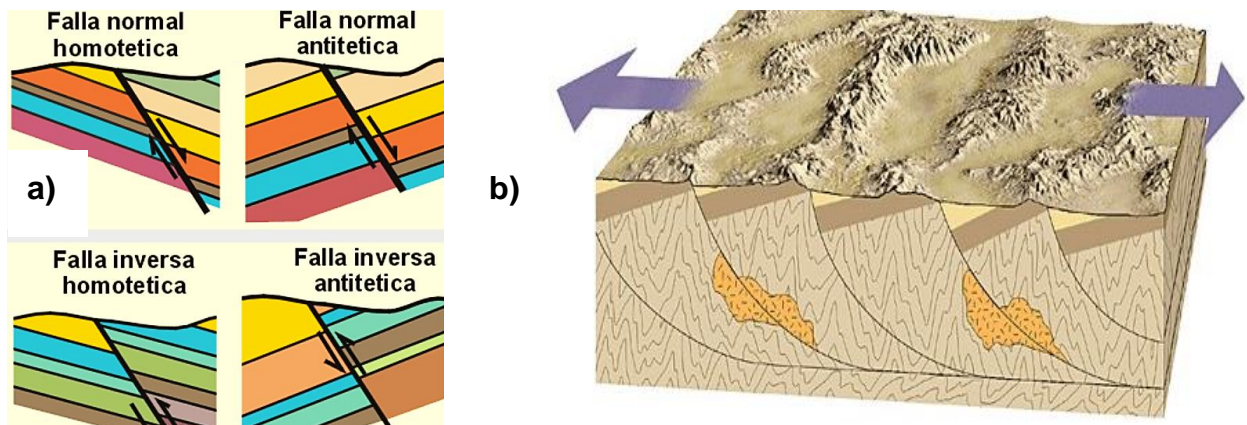 Falla normal
homotetica
Falla normal
antitetica
a)
Falla inversa
homotetica
Falla inversa
antitetica
b)